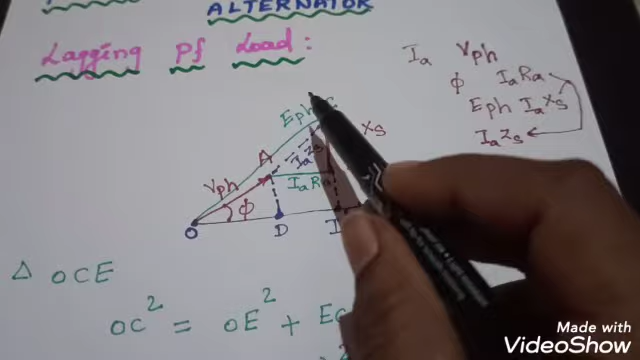 ALTERNATOR
Lagging Pf Load:
Ia Vph
ϕ IaRa
Eph IaXs
IaZs
Eph C
Xs
A IaZs
Vph IaRa
ϕ
O D
Δ OCE
OC² = OE² +
Made with
VideoShow